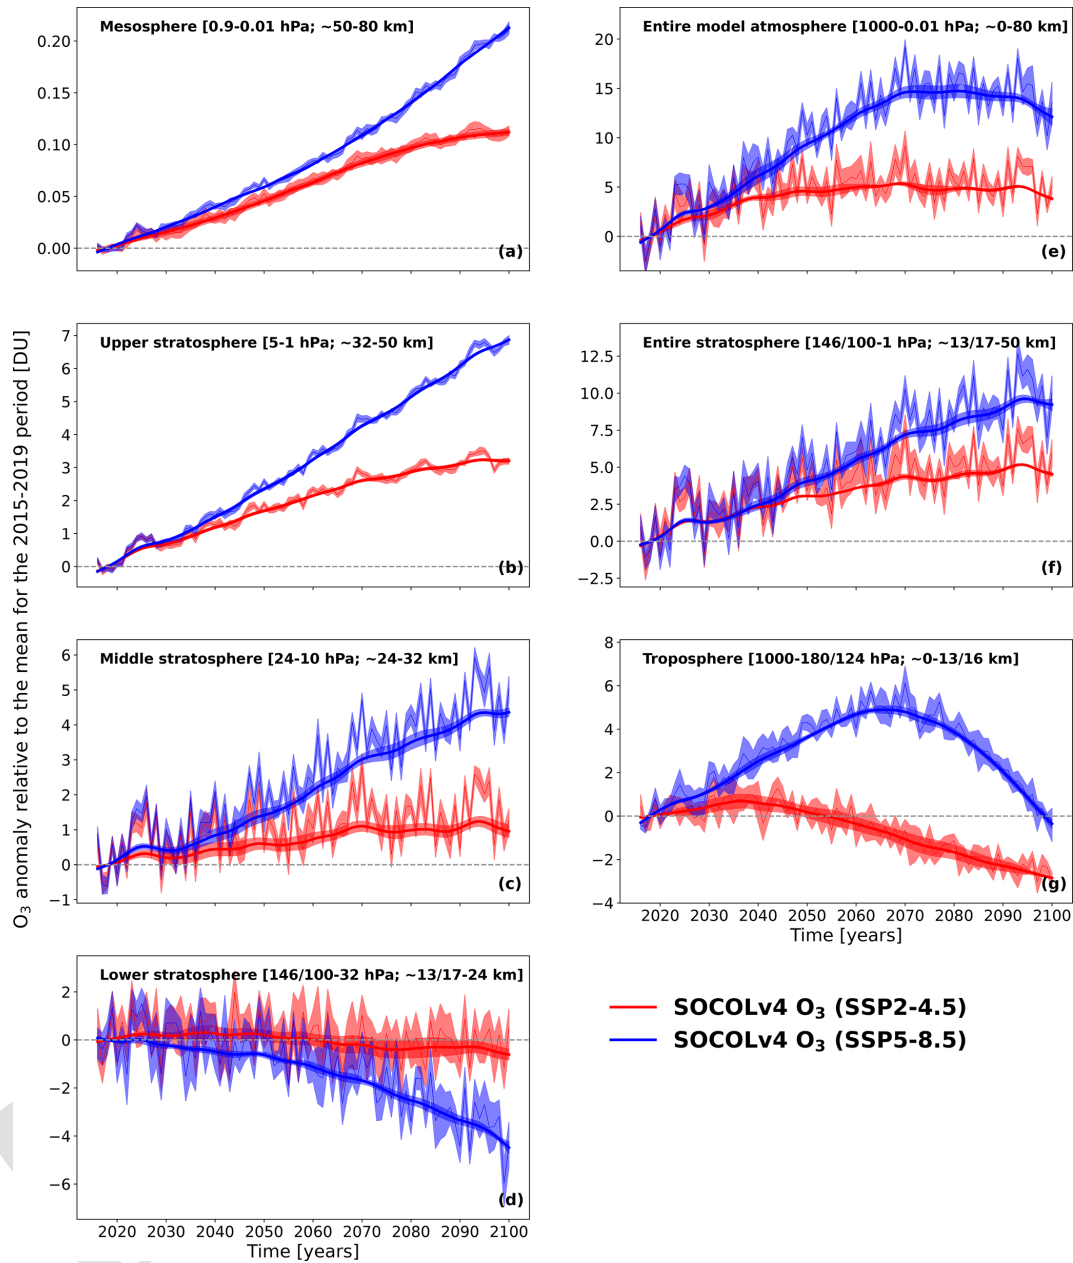 O3 anomaly relative to the mean for the 2015-2019 period [DU]
Mesosphere [0.9-0.01 hPa; ~50-80 km]
0.20
0.15
0.10
0.05
0.00
(a)
Upper stratosphere [5-1 hPa; ~32-50 km]
7
6
5
4
3
2
1
0
(b)
Middle stratosphere [24-10 hPa; ~24-32 km]
6
5
4
3
2
1
0
−1
(c)
Lower stratosphere [146/100-32 hPa; ~13/17-24 km]
2
0
−2
−4
−6
(d)
2020 2030 2040 2050 2060 2070 2080 2090 2100
Time [years]
Entire model atmosphere [1000-0.01 hPa; ~0-80 km]
20
15
10
5
0
(e)
Entire stratosphere [146/100-1 hPa; ~13/17-50 km]
12.5
10.0
7.5
5.0
2.5
0.0
−2.5
(f)
Troposphere [1000-180/124 hPa; ~0-13/16 km]
8
6
4
2
0
−2
−4
(g)
2020 2030 2040 2050 2060 2070 2080 2090 2100
Time [years]
SOCOLv4 O3 (SSP2-4.5)
SOCOLv4 O3 (SSP5-8.5)